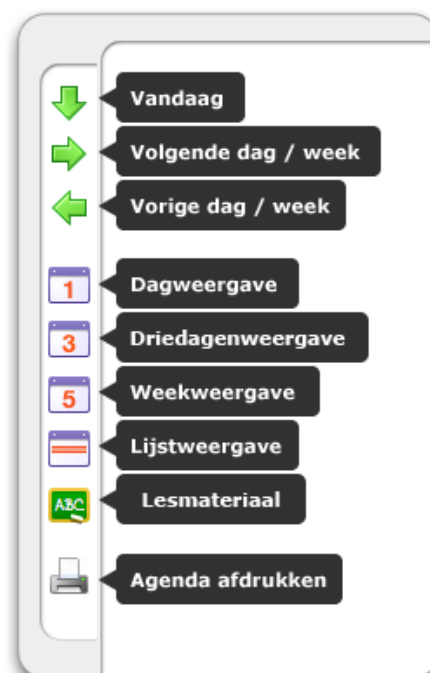 Vandaag
Volgende dag / week
Vorige dag / week
1 Dagweergave
3 Driedagenweergave
5 Weekweergave
Lijstweergave
ABC Lesmateriaal
Agenda afdrukken